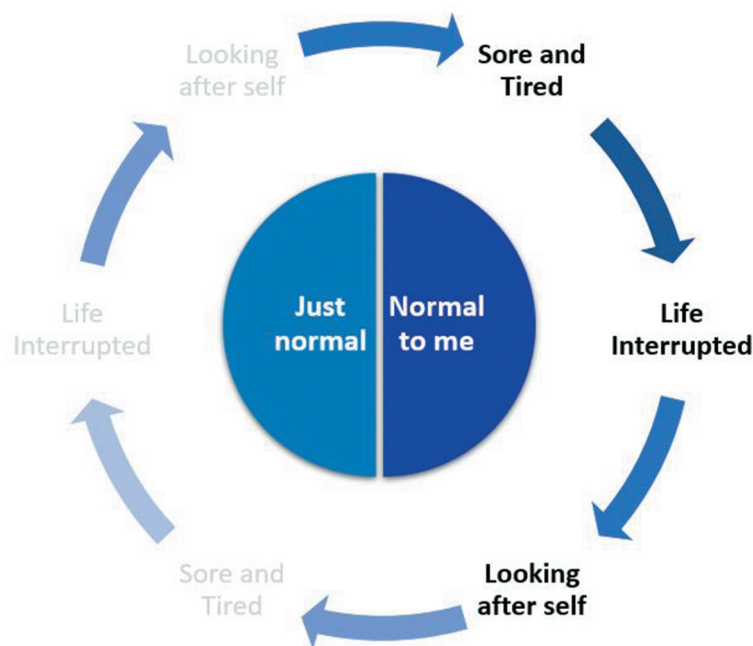 Looking
after self
Sore and
Tired
Life
Interrupted
Just
normal
Normal
to me
Life
Interrupted
Sore and
Tired
Looking
after self